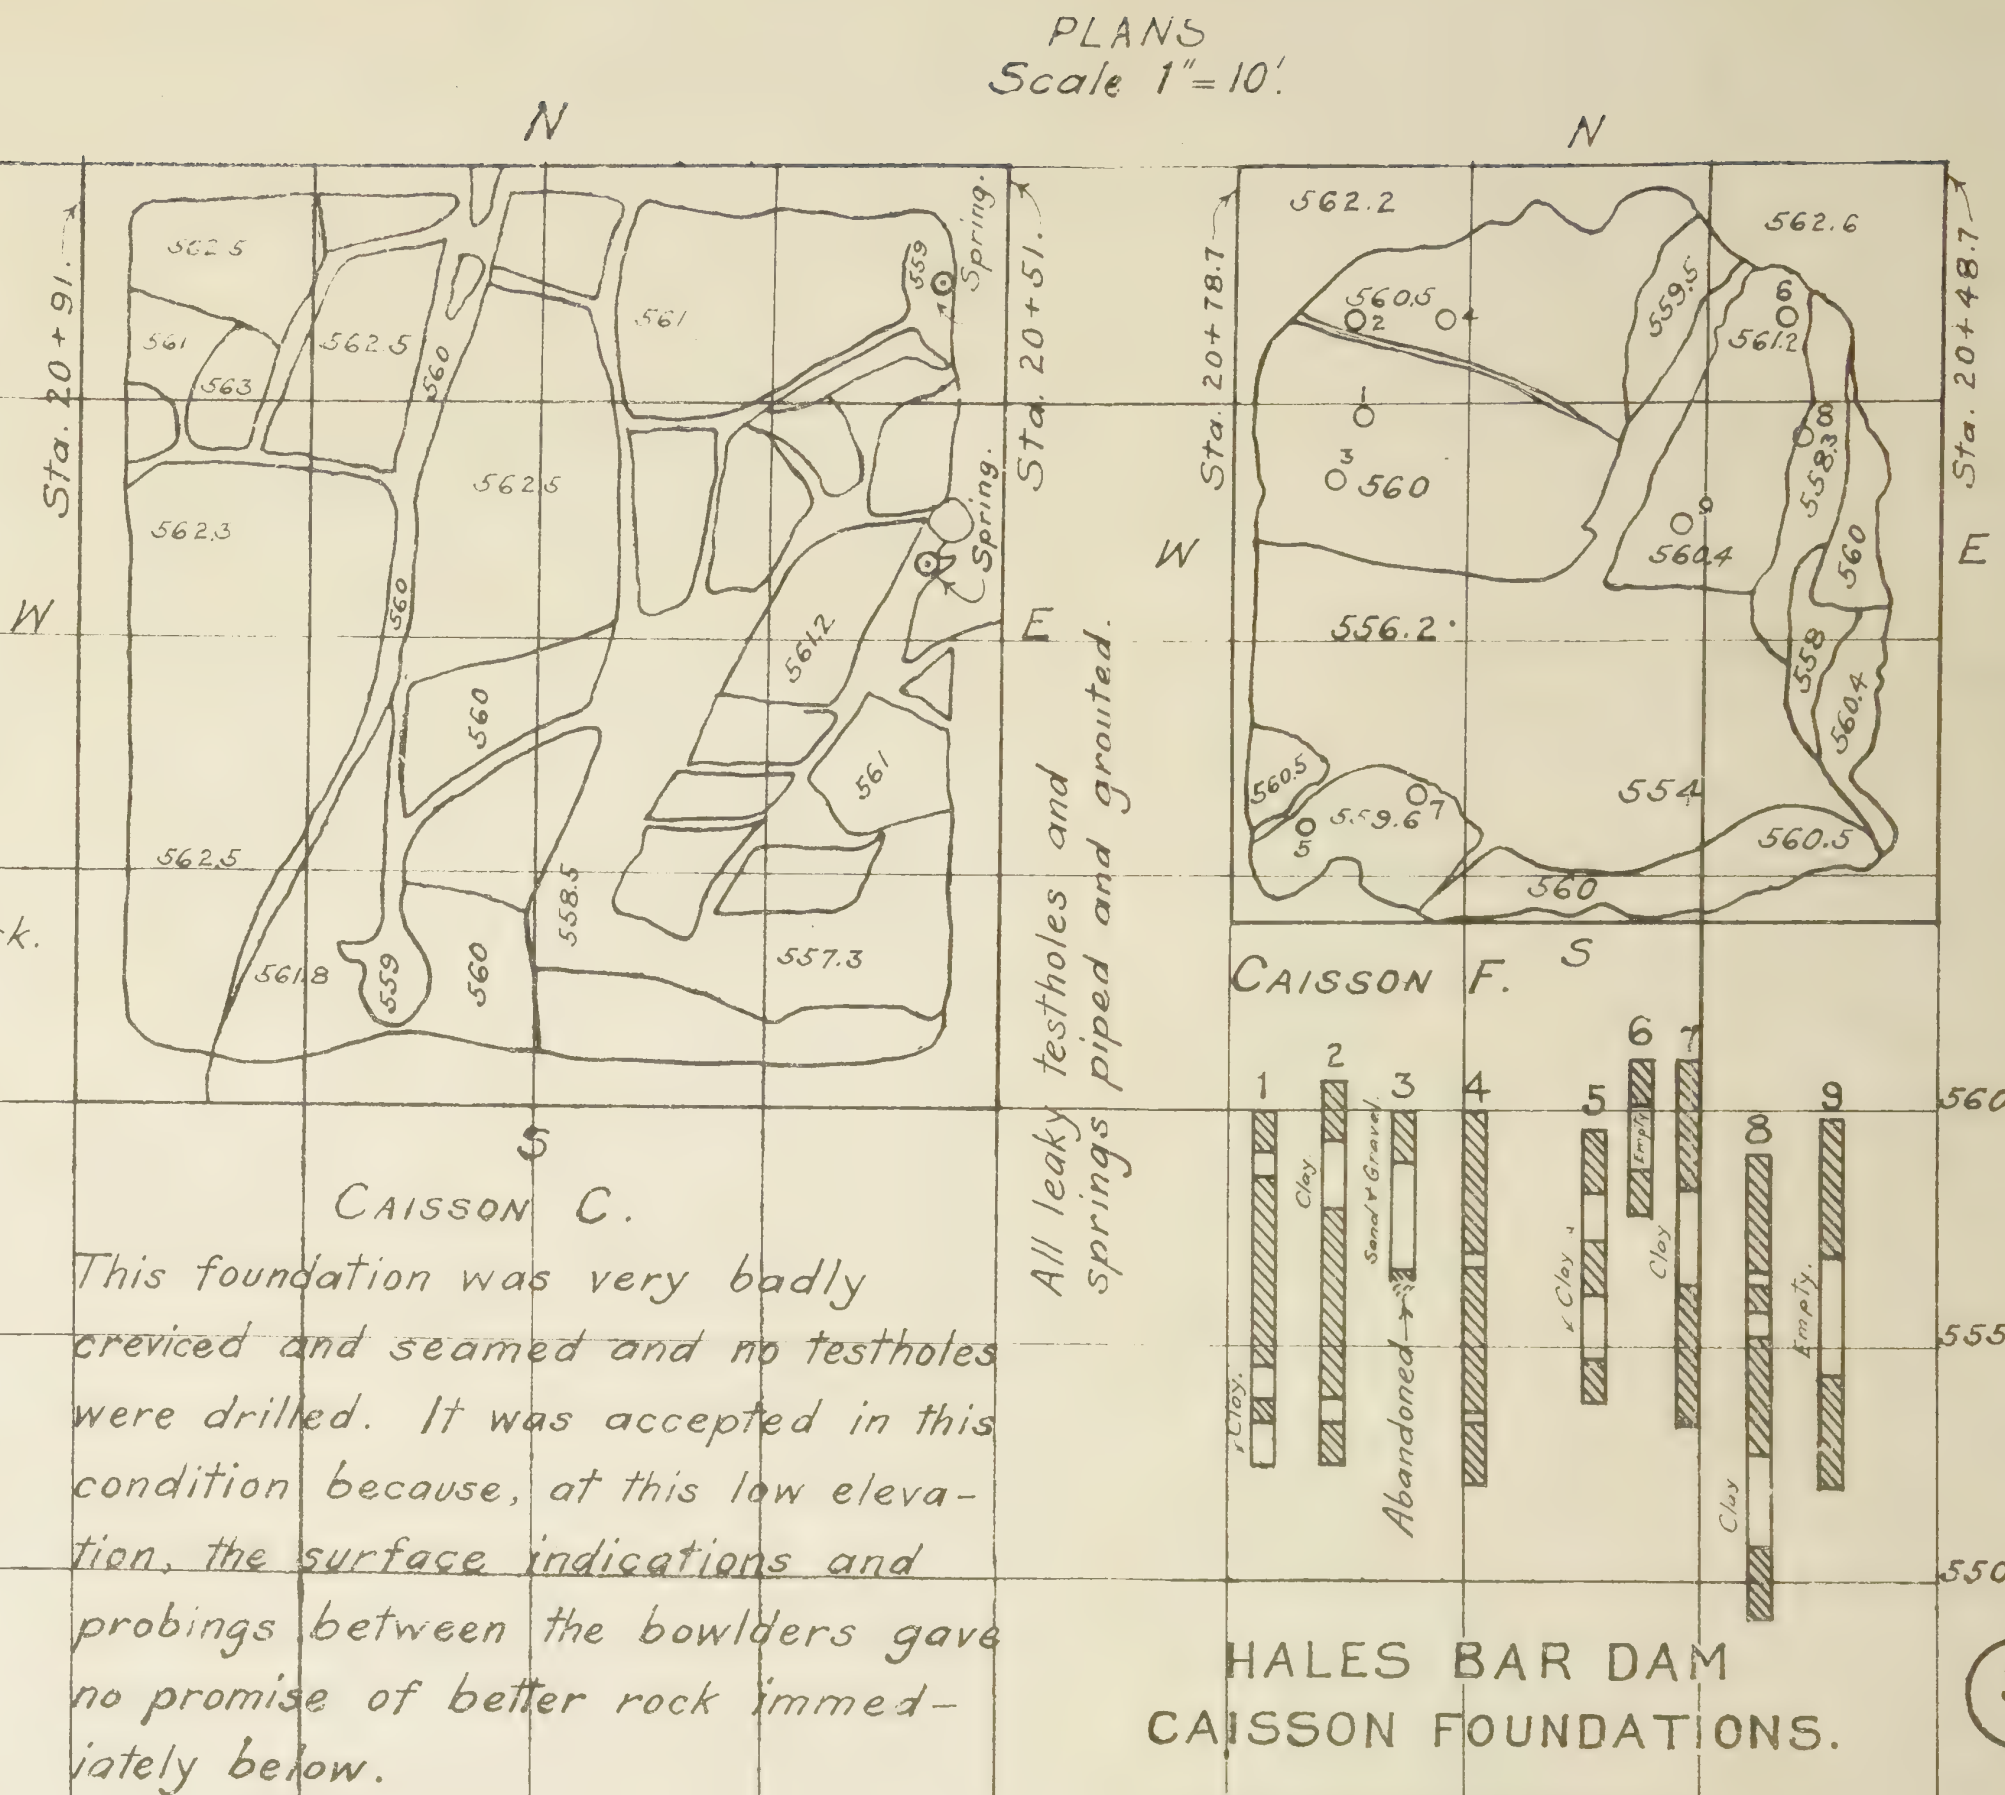 PLANS
Scale 1"=10'.
N
Sta. 20+91.
562.5
561
563
562.5
560
562.5
561
559
Spring.
Sta. 20+51.
562.3
560
Spring.
W
E
560
561.2
561
562.5
558.5
561.8
559
560
557.3
S
CAISSON C.
This foundation was very badly
creviced and seamed and no testholes
were drilled. It was accepted in this
condition because, at this low eleva-
tion, the surface indications and
probings between the bowlders gave
no promise of better rock immed-
iately below.
k.
All leaky testholes and
springs piped and grouted.
N
Sta. 20+78.7
562.2
562.6
Sta. 20+48.7
560.5
2
4
559.5
6
561.2
1
3
560
8
558.3
9
560.4
560
W
E
556.2
558
560.4
560.5
559.6
7
5
554
560.5
560
S
CAISSON F.
1
2
3
4
5
6
7
8
9
560
555
550
Clay.
Clay
Sand & Gravel.
Abandoned
Clay
Empty
Clay
Clay
Empty.
HALES BAR DAM
CAISSON FOUNDATIONS.